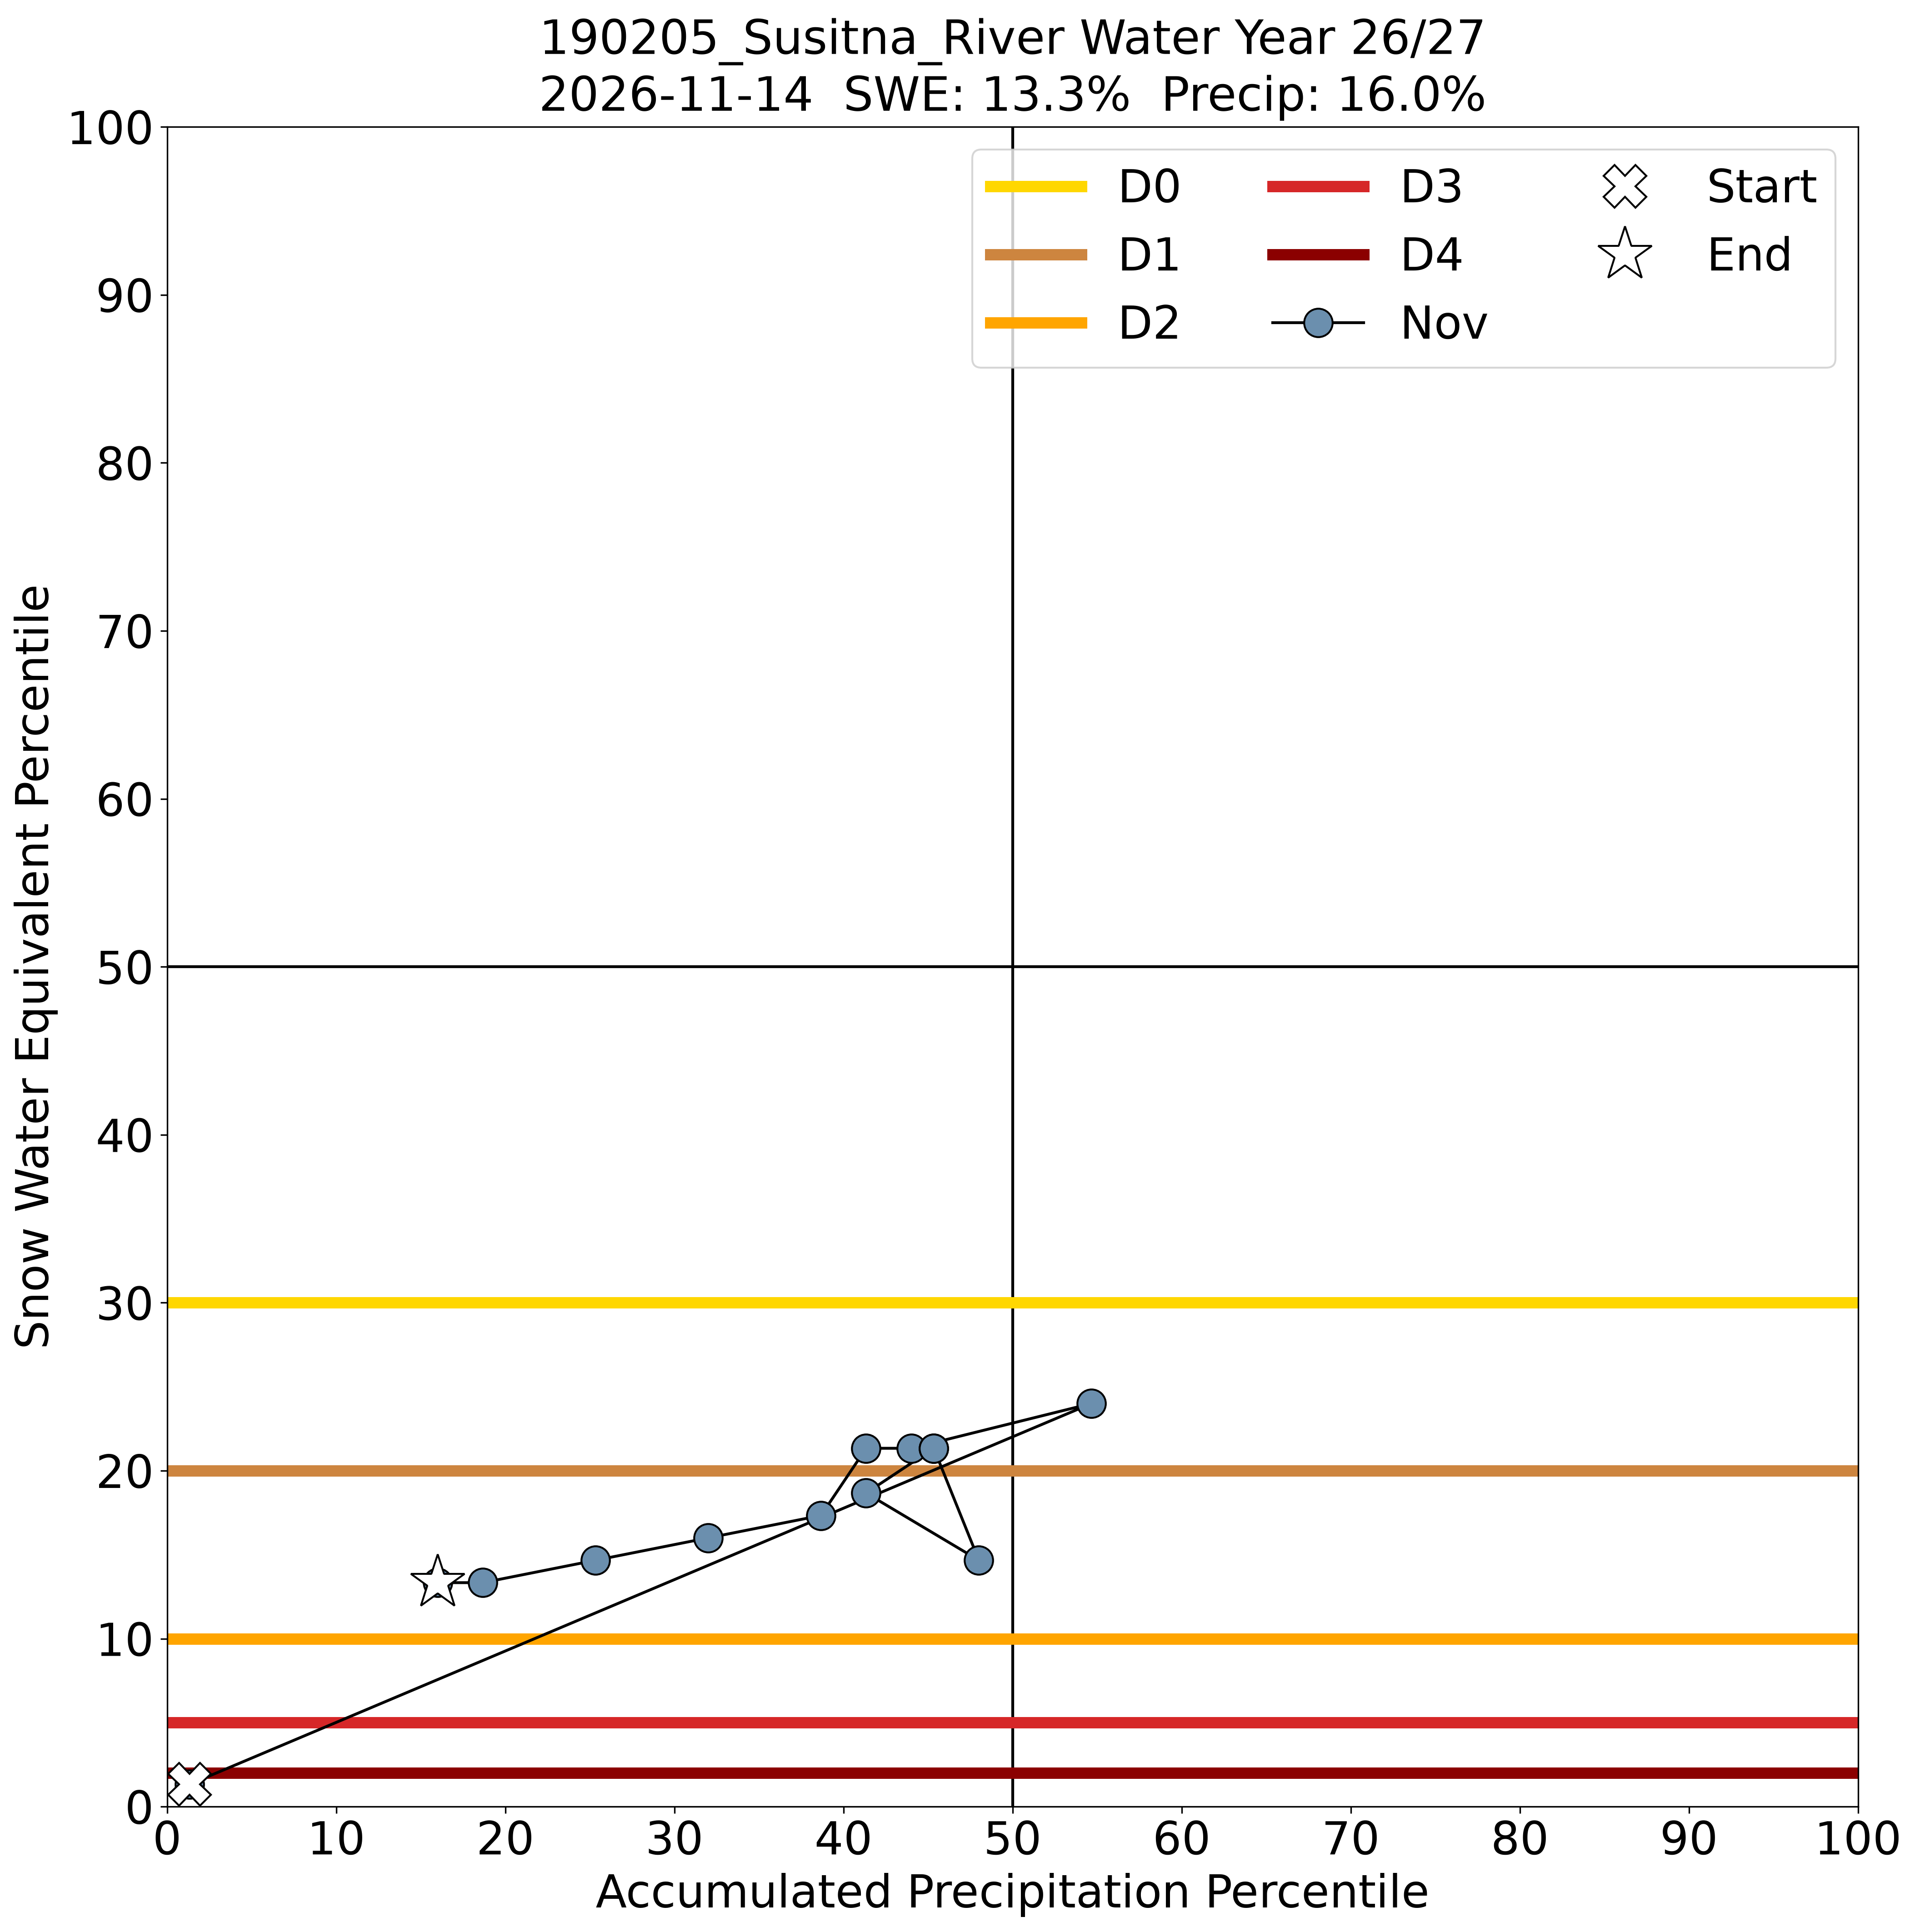 190205_Susitna_River Water Year 26/27
2026-11-14  SWE: 13.3%  Precip: 16.0%
D0
D1
D2
D3
D4
Nov
Start
End
Snow Water Equivalent Percentile
100
90
80
70
60
50
40
30
20
10
0
0 10 20 30 40 50 60 70 80 90 100
Accumulated Precipitation Percentile